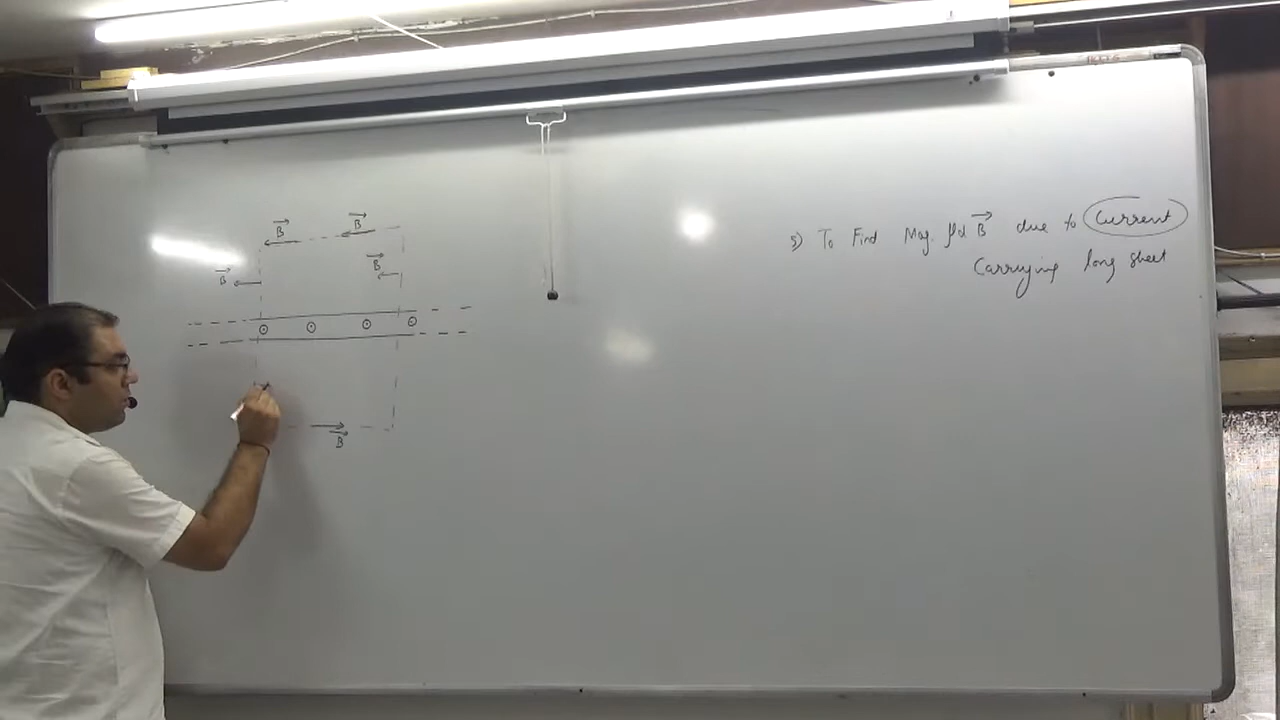 B B
B B
5) To Find Mag. fld B due to Current
Carrying long sheet
B